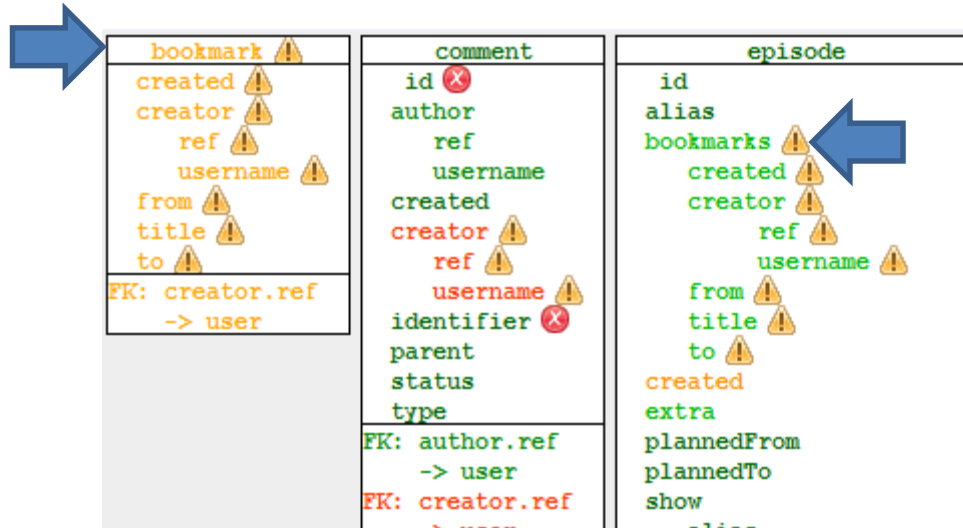 bookmark
created
creator
ref
username
from
title
to
FK: creator.ref
-> user
comment
id
author
ref
username
created
creator
ref
username
identifier
parent
status
type
FK: author.ref
-> user
FK: creator.ref
episode
id
alias
bookmarks
created
creator
ref
username
from
title
to
created
extra
plannedFrom
plannedTo
show